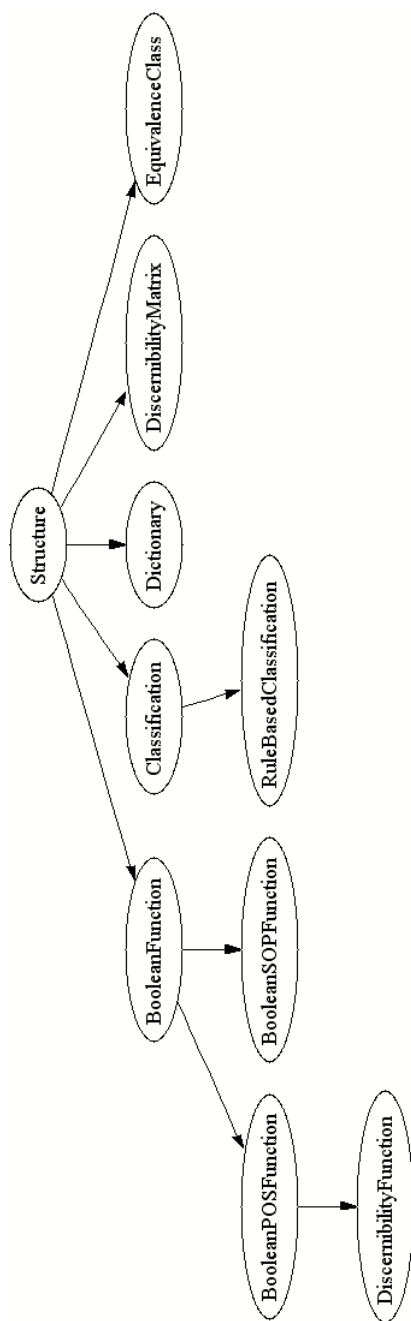 Structure
BooleanFunction
Classification
Dictionary
DiscernibilityMatrix
EquivalenceClass
BooleanPOSFunction
BooleanSOPFunction
RuleBasedClassification
DiscernibilityFunction